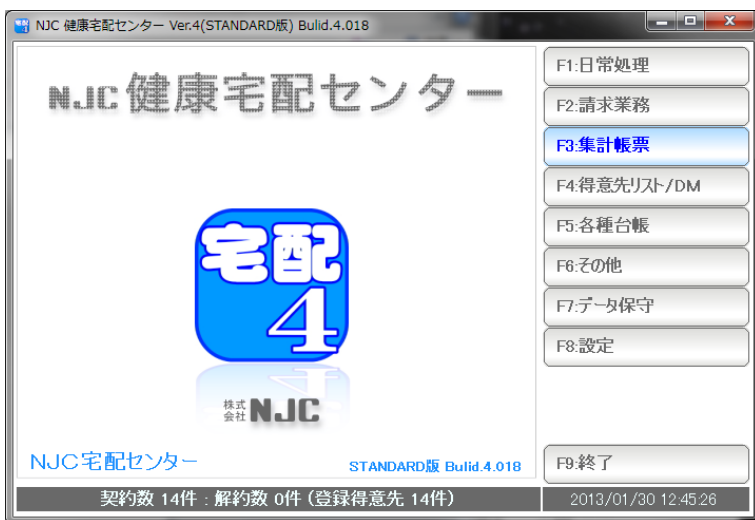 NJC 健康宅配センター Ver.4(STANDARD版) Bulid.4.018
NJC 健康宅配センター
宅配
4
株式会社 NJC
NJC宅配センター
STANDARD版 Bulid.4.018
F1:日常処理
F2:請求業務
F3:集計帳票
F4:得意先リスト/DM
F5:各種台帳
F6:その他
F7:データ保守
F8:設定
F9:終了
契約数 14件 : 解約数 0件 (登録得意先 14件)
2013/01/30 12:45:26